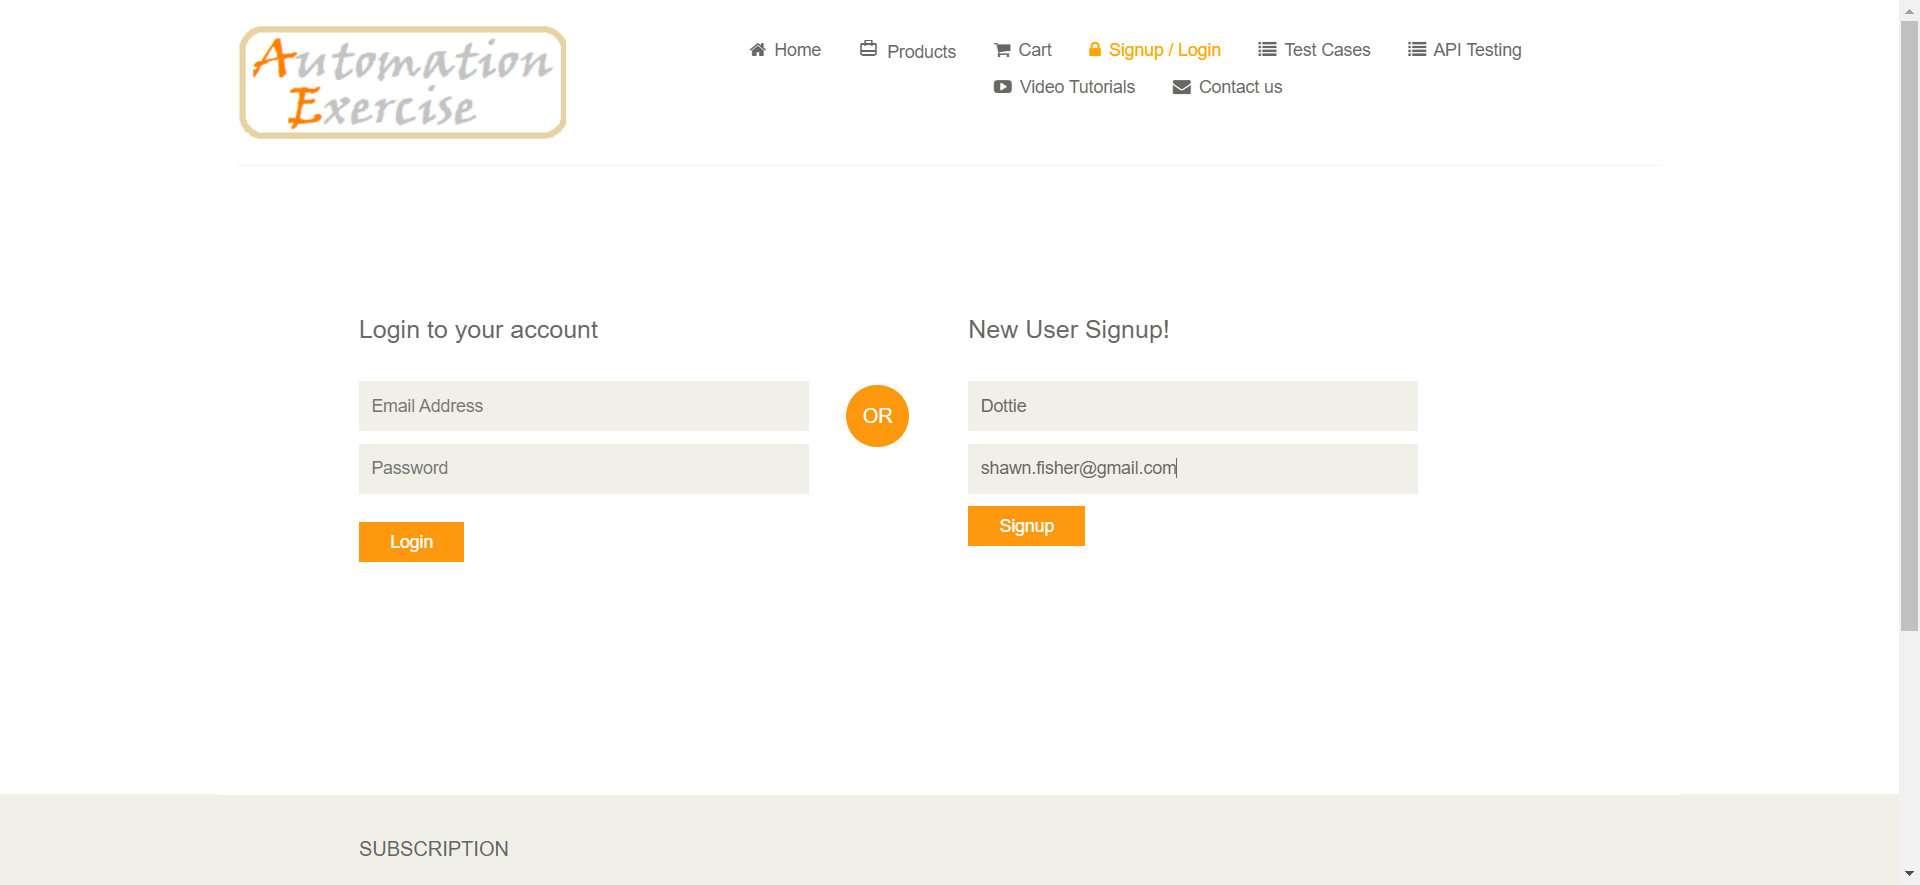 Automation
Exercise
Home
Products
Cart
Signup / Login
Test Cases
API Testing
Video Tutorials
Contact us
Login to your account
Email Address
Password
Login
OR
New User Signup!
Dottie
shawn.fisher@gmail.com
Signup
SUBSCRIPTION